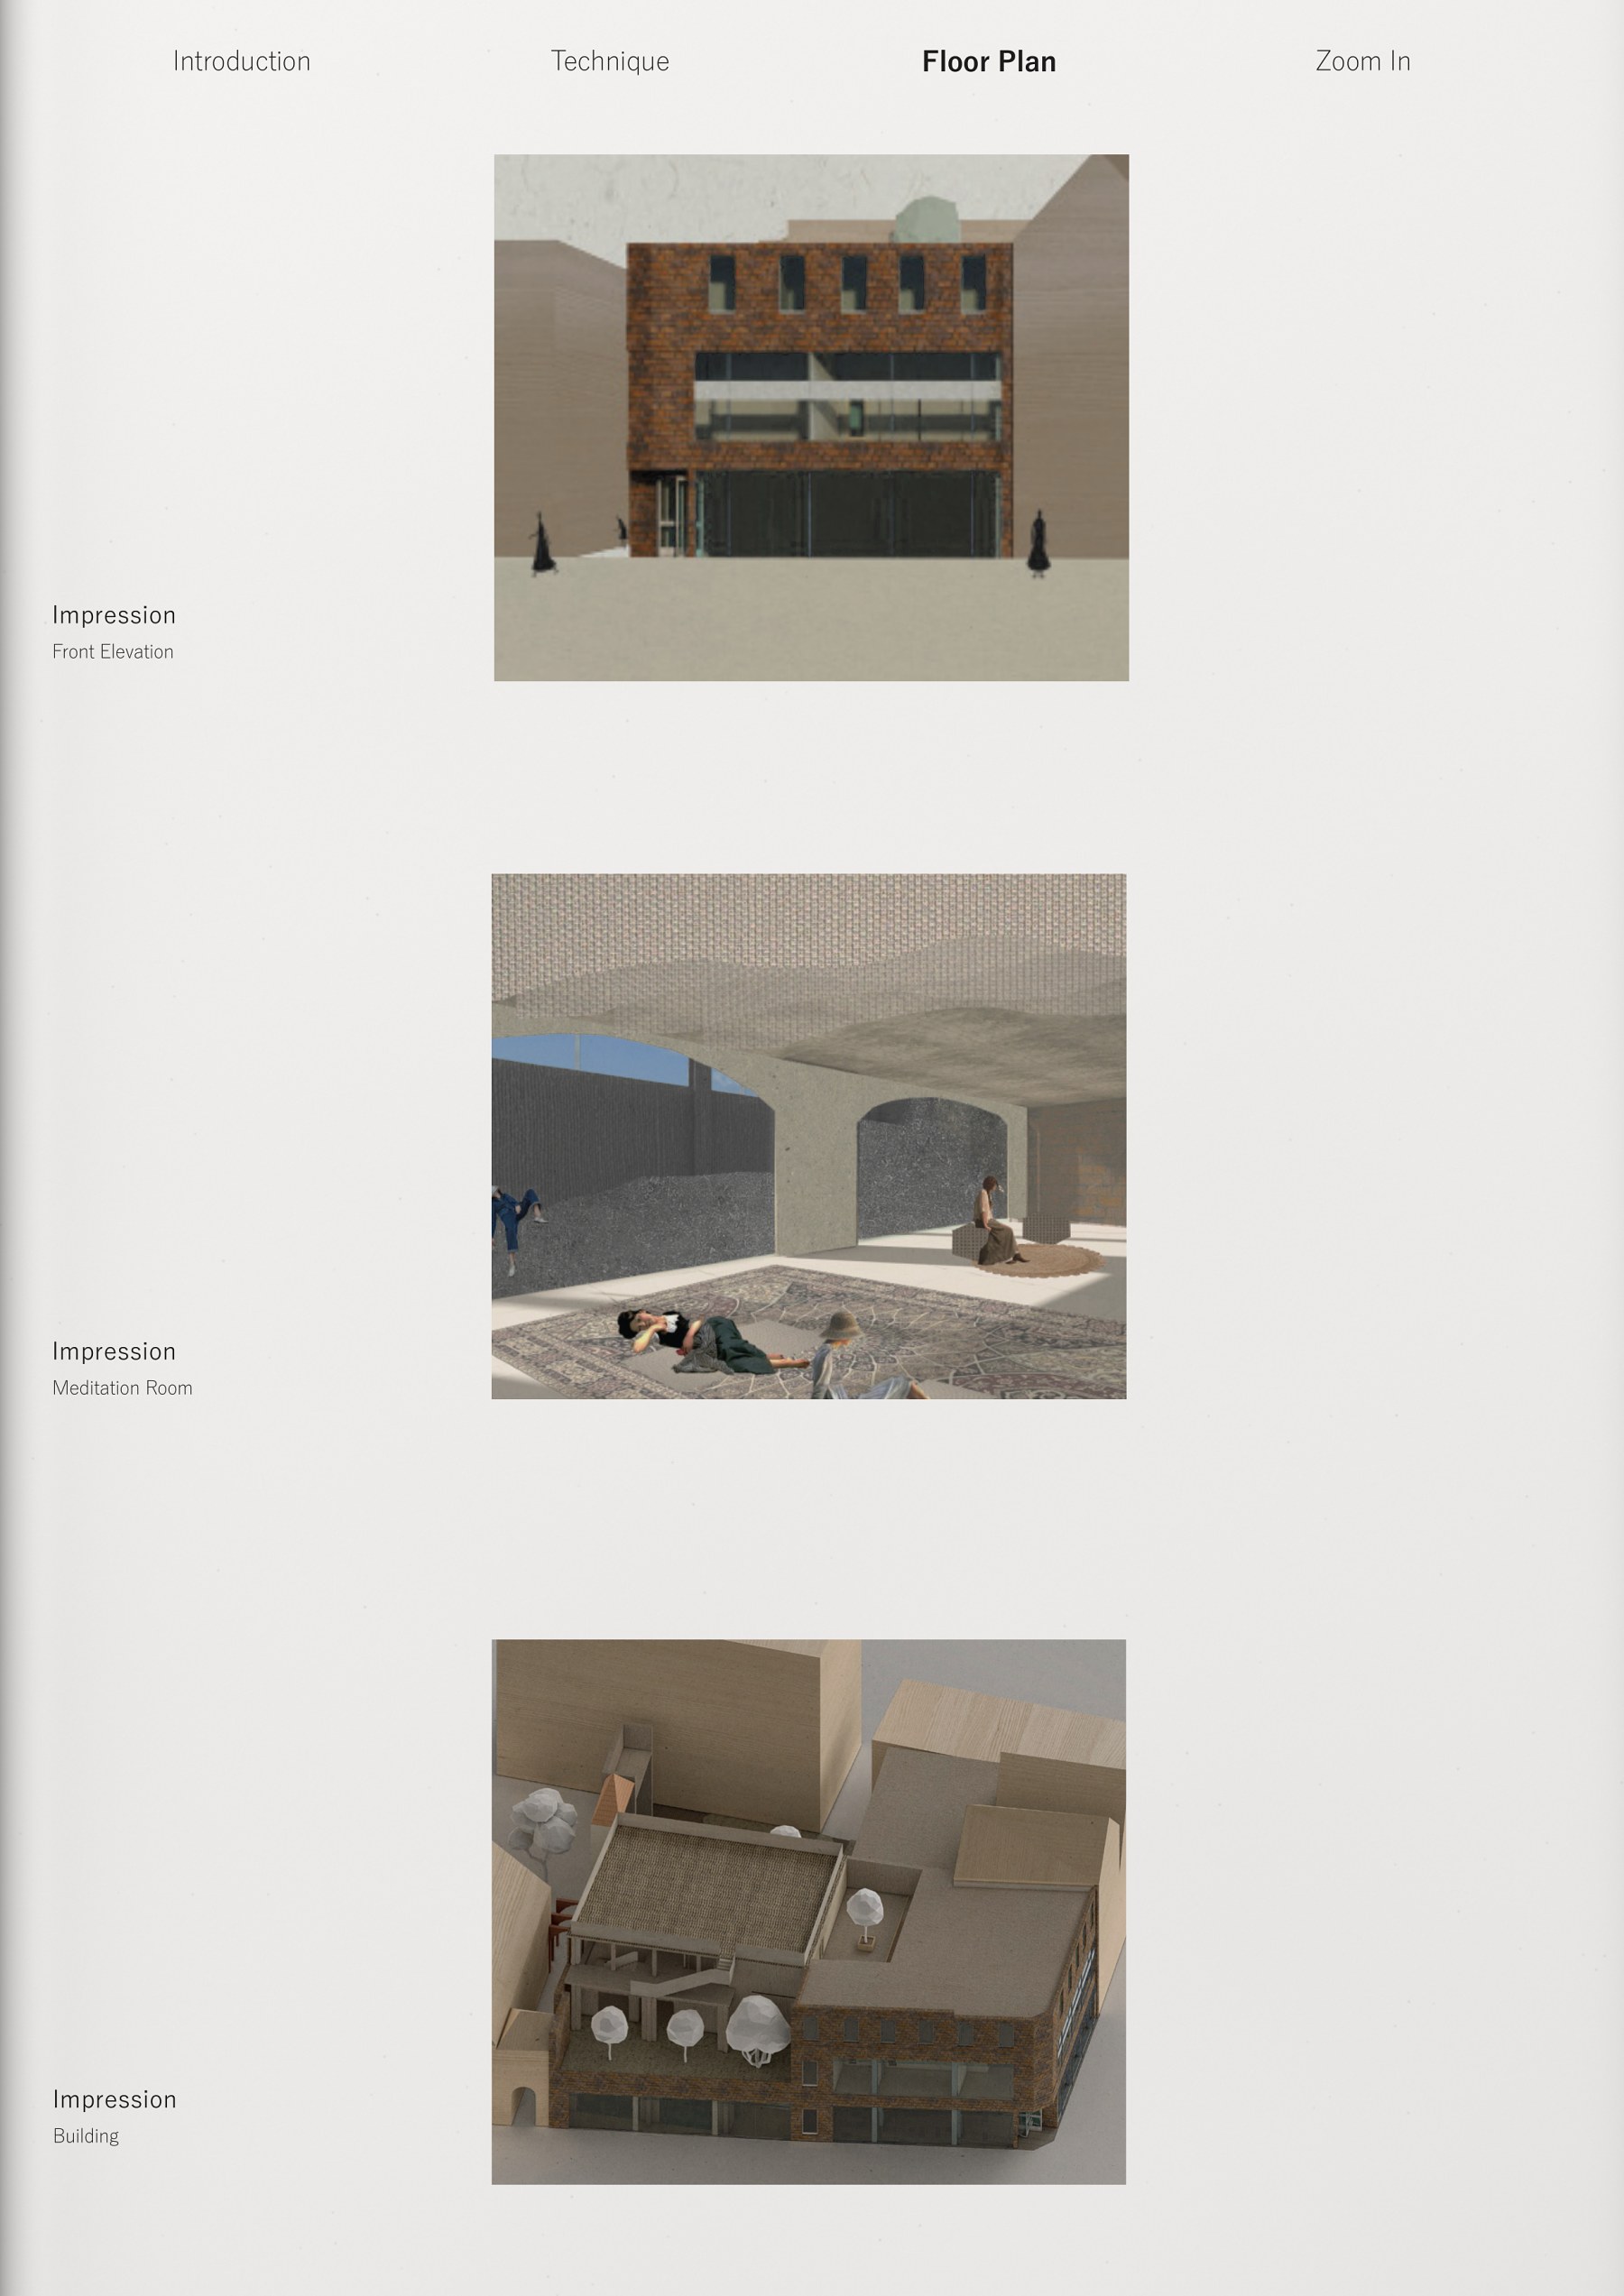 Introduction
Technique
Floor Plan
Zoom In
Impression
Front Elevation
Impression
Meditation Room
Impression
Building